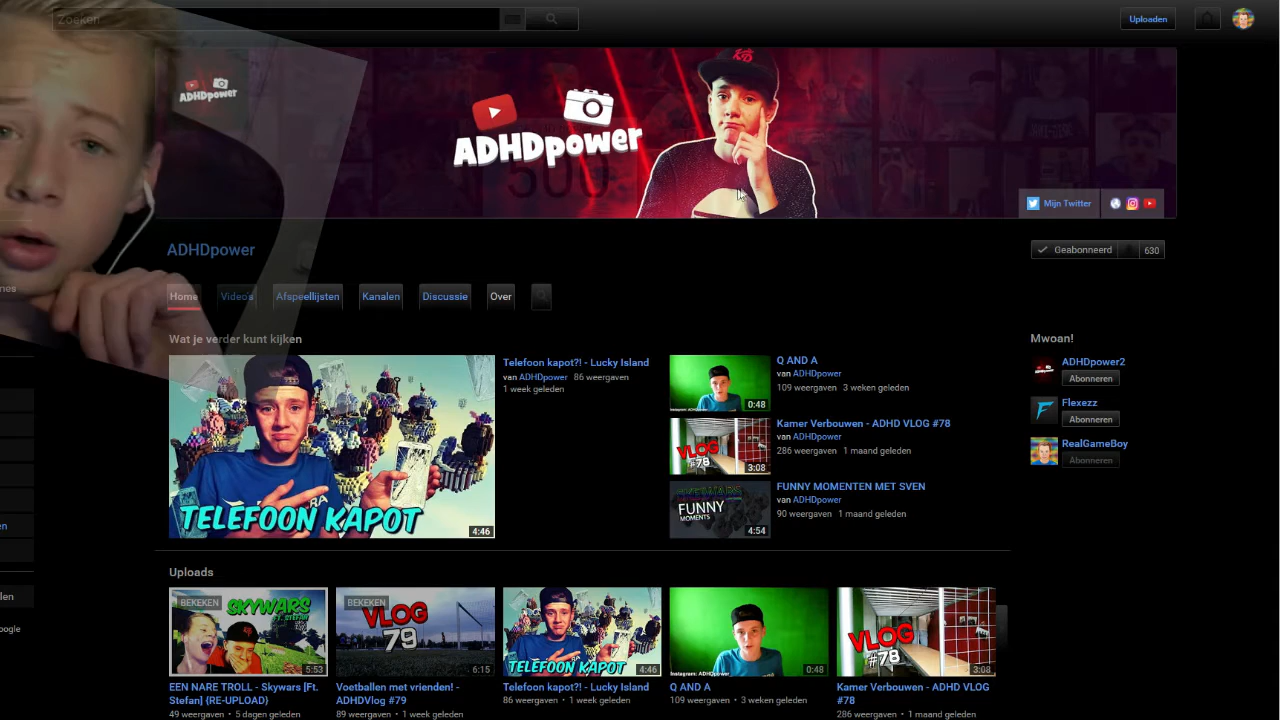 Zoeken
Uploaden
ADHDpower
ADHDpower
500
Mijn Twitter
ADHDpower
Geabonneerd 630
Home Video's Afspeellijsten Kanalen Discussie Over
Wat je verder kunt kijken
TELEFOON KAPOT
4:46
Telefoon kapot?! - Lucky Island
van ADHDpower 86 weergaven
1 week geleden
0:48
Q AND A
van ADHDpower
109 weergaven 3 weken geleden
VLOG
#78
3:08
Kamer Verbouwen - ADHD VLOG #78
van ADHDpower
286 weergaven 1 maand geleden
FUNNY
MOMENTS
4:54
FUNNY MOMENTEN MET SVEN
van ADHDpower
90 weergaven 1 maand geleden
Mwoan!
ADHDpower2
Abonneren
Flexezz
Abonneren
RealGameBoy
Abonneren
Uploads
BEKEKEN
SKYWARS
FT. STEFAN
5:53
EEN NARE TROLL - Skywars [Ft.
Stefan] {RE-UPLOAD}
49 weergaven • 5 dagen geleden
BEKEKEN
VLOG
79
6:15
Voetballen met vrienden! -
ADHDVlog #79
89 weergaven • 1 week geleden
TELEFOON KAPOT
4:46
Telefoon kapot?! - Lucky Island
86 weergaven • 1 week geleden
Instagram: ADHDpower
0:48
Q AND A
109 weergaven • 3 weken geleden
VLOG
#78
3:08
Kamer Verbouwen - ADHD VLOG
#78
286 weergaven • 1 maand geleden